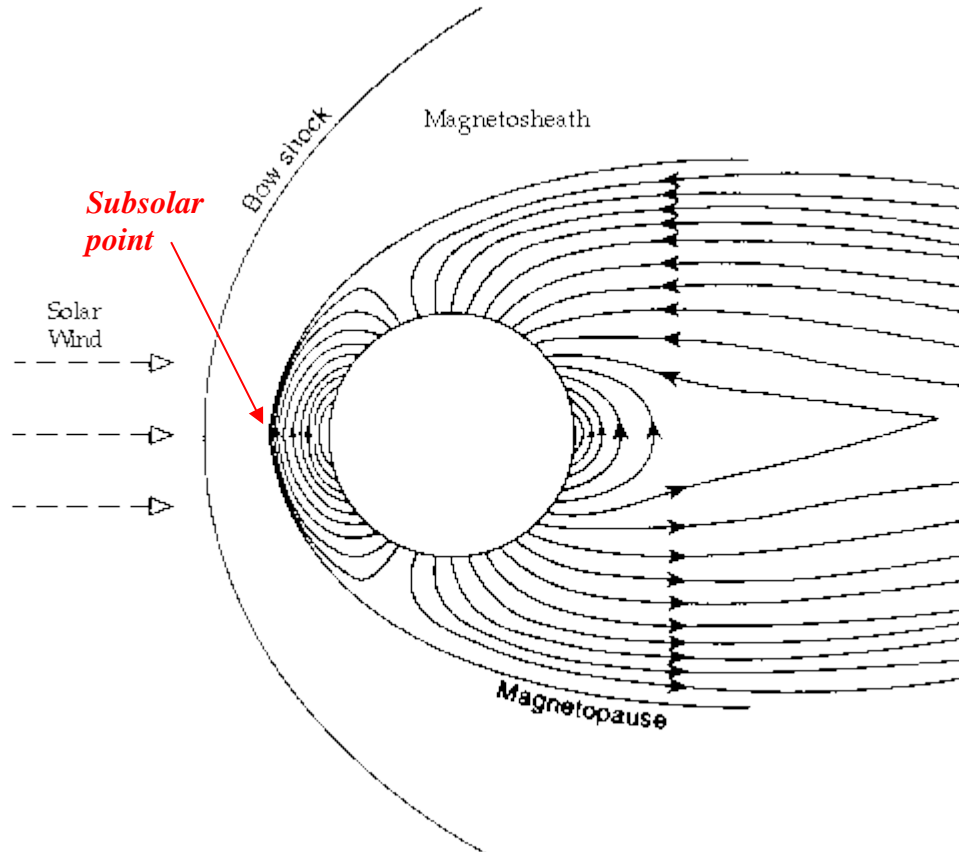 Magnetosheath
Bow shock
Subsolar
point
Solar
Wind
Magnetopause